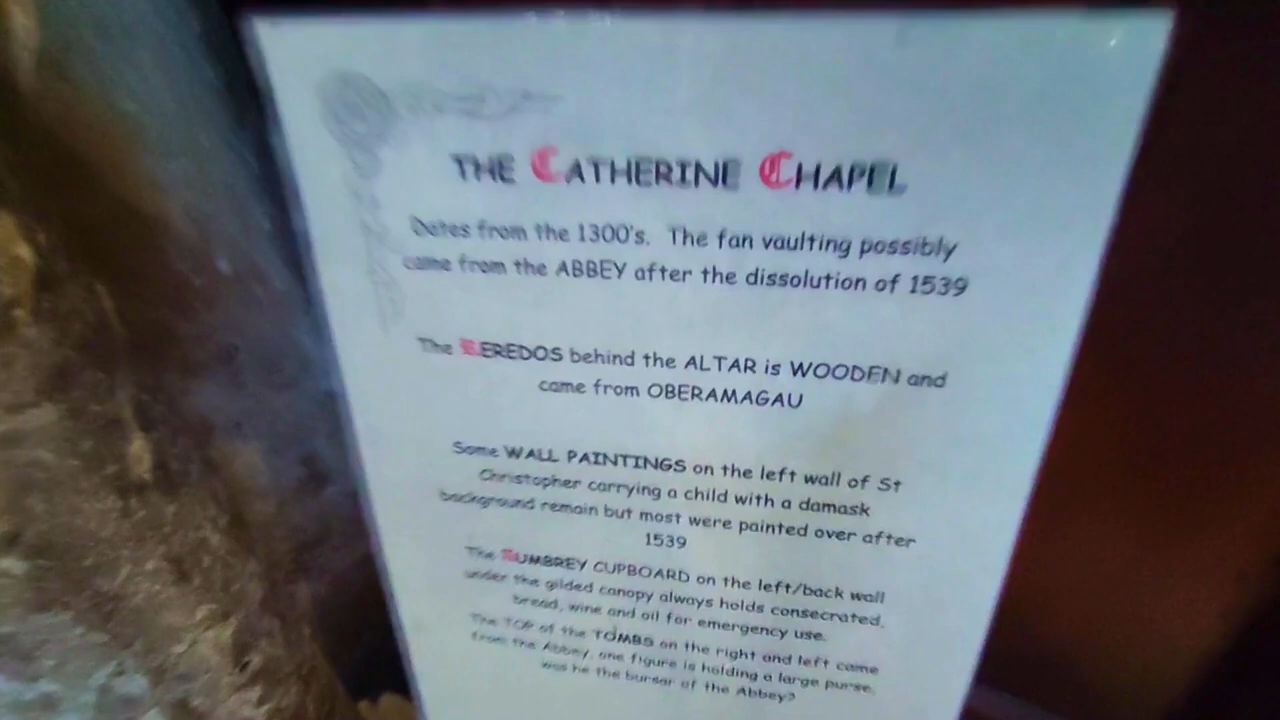 THE CATHERINE CHAPEL
Dates from the 1300's. The fan vaulting possibly
came from the ABBEY after the dissolution of 1539
The REREDOS behind the ALTAR is WOODEN and
came from OBERAMAGAU
Some WALL PAINTINGS on the left wall of St
Christopher carrying a child with a damask
background remain but most were painted over after
1539
The AUMBREY CUPBOARD on the left/back wall
under the gilded canopy always holds consecrated,
bread, wine and oil for emergency use.
The TOP of the TOMBS on the right and left came
from the Abbey, one figure is holding a large purse,
was he the bursar of the Abbey?